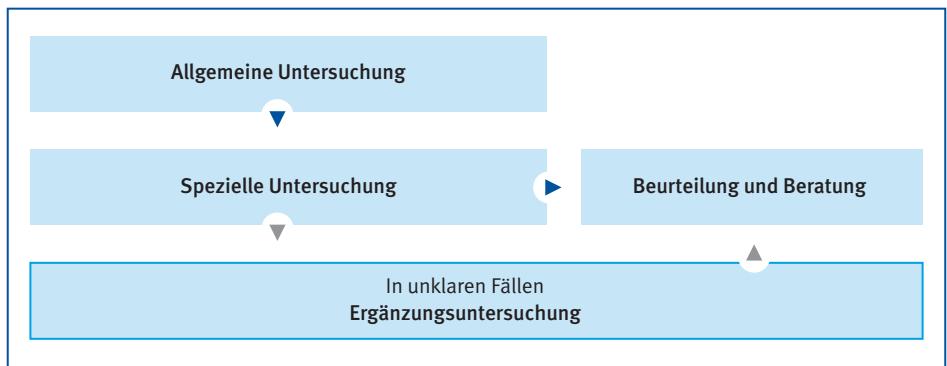 Allgemeine Untersuchung
Spezielle Untersuchung
Beurteilung und Beratung
In unklaren Fällen
Ergänzungsuntersuchung